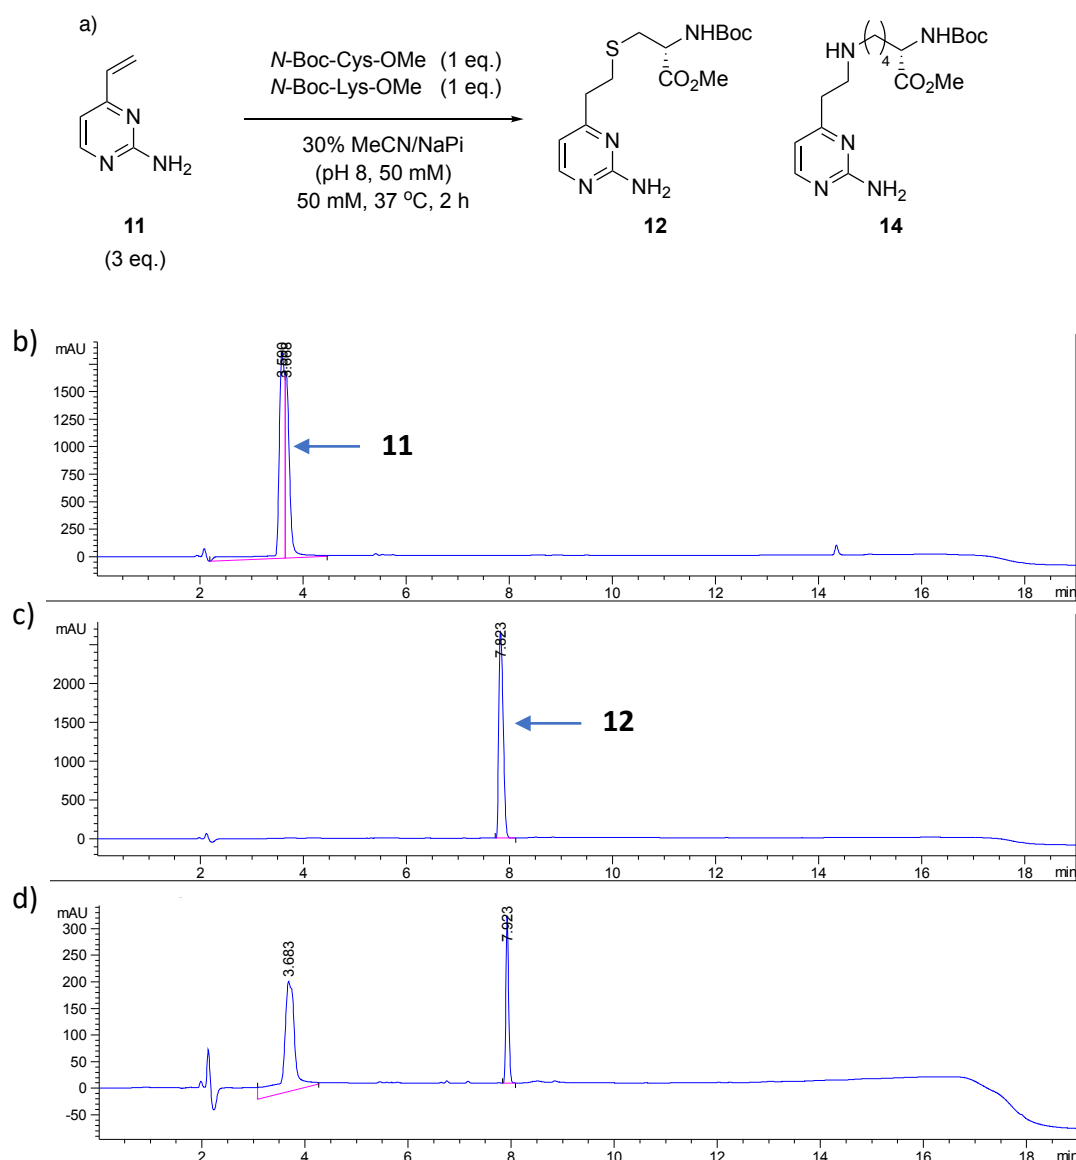 a)
N-Boc-Cys-OMe (1 eq.)
N-Boc-Lys-OMe (1 eq.)
30% MeCN/NaPi
(pH 8, 50 mM)
50 mM, 37 °C, 2 h
N
N
NH2
11
(3 eq.)
S
NHBoc
CO2Me
N
N
NH2
12
HN
4
NHBoc
CO2Me
N
N
NH2
14
b)
mAU
1500
1250
1000
750
500
250
0
3.668
11
2 4 6 8 10 12 14 16 18 min
c)
mAU
2000
1500
1000
500
0
7.823
12
2 4 6 8 10 12 14 16 18 min
d)
mAU
300
250
200
150
100
50
0
-50
3.683
7.923
2 4 6 8 10 12 14 16 18 min